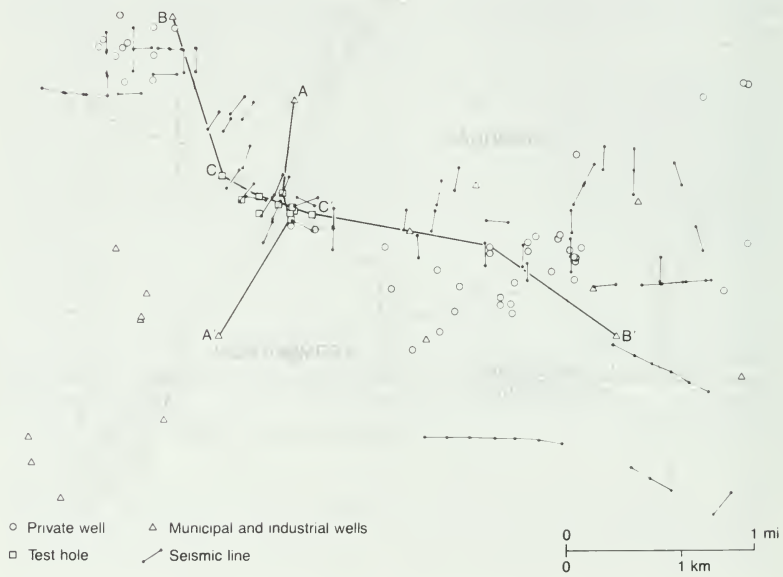 B
A
C
C'
A'
B'
○ Private well
△ Municipal and industrial wells
□ Test hole
Seismic line
0 1 mi
0 1 km